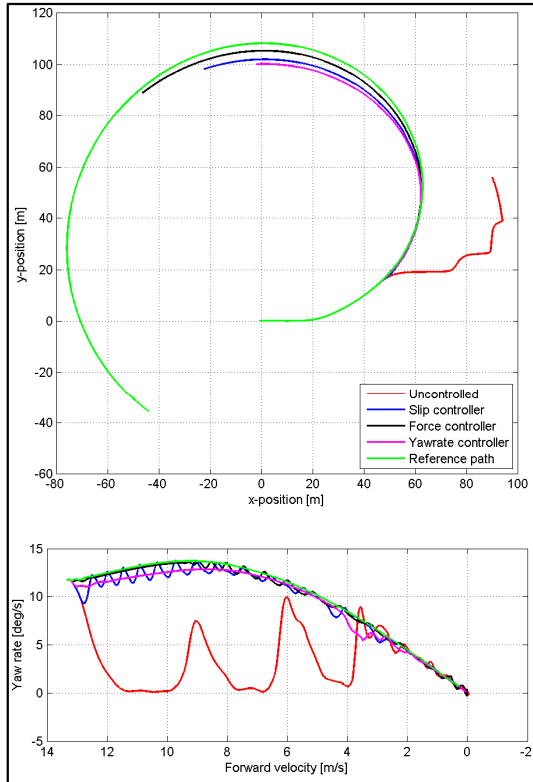 120
100
80
60
40
20
0
-20
-40
-60
y-position [m]
Uncontrolled
Slip controller
Force controller
Yawrate controller
Reference path
-80 -60 -40 -20 0 20 40 60 80 100
x-position [m]
15
10
5
0
-5
Yaw rate [deg/s]
14 12 10 8 6 4 2 0 -2
Forward velocity [m/s]